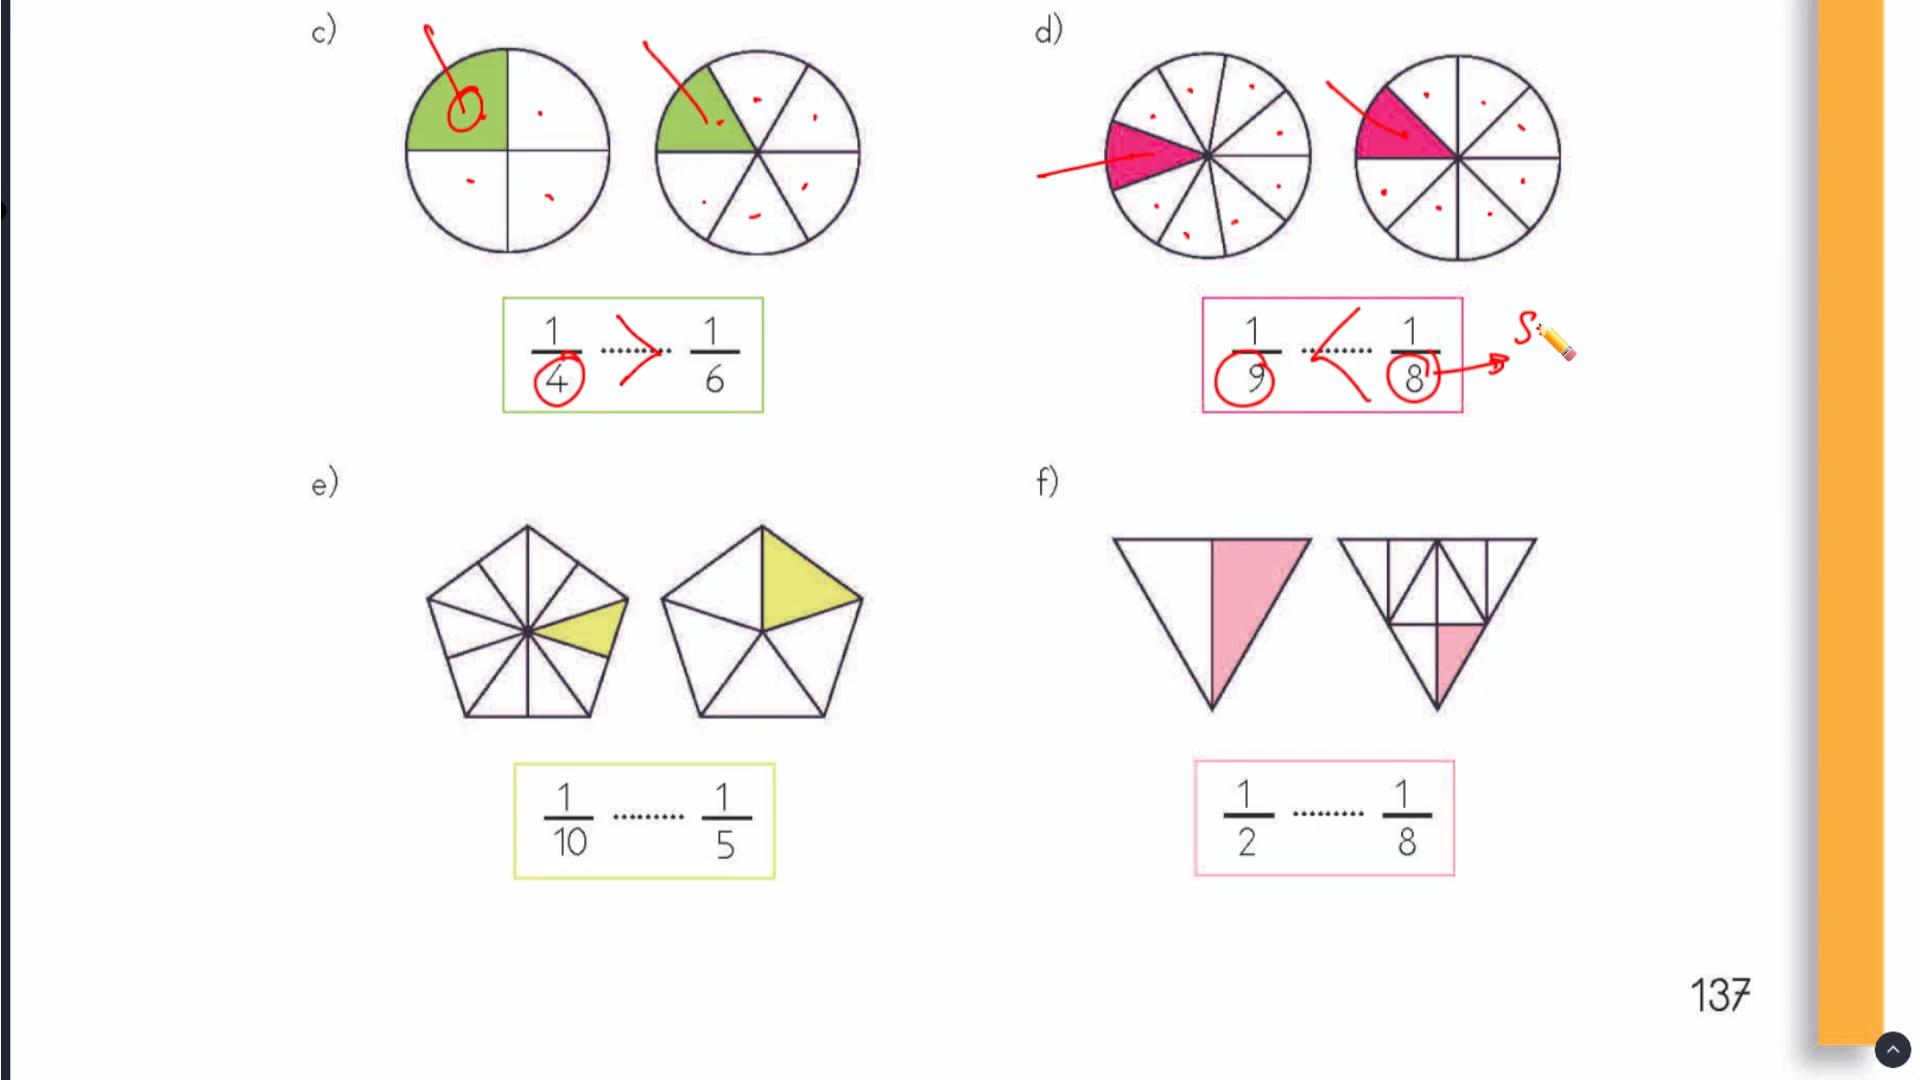 c)
d)
1/4 ......... > 1/6
1/9 ......... < 1/8 → S
e)
f)
1/10 ......... 1/5
1/2 ......... 1/8
137